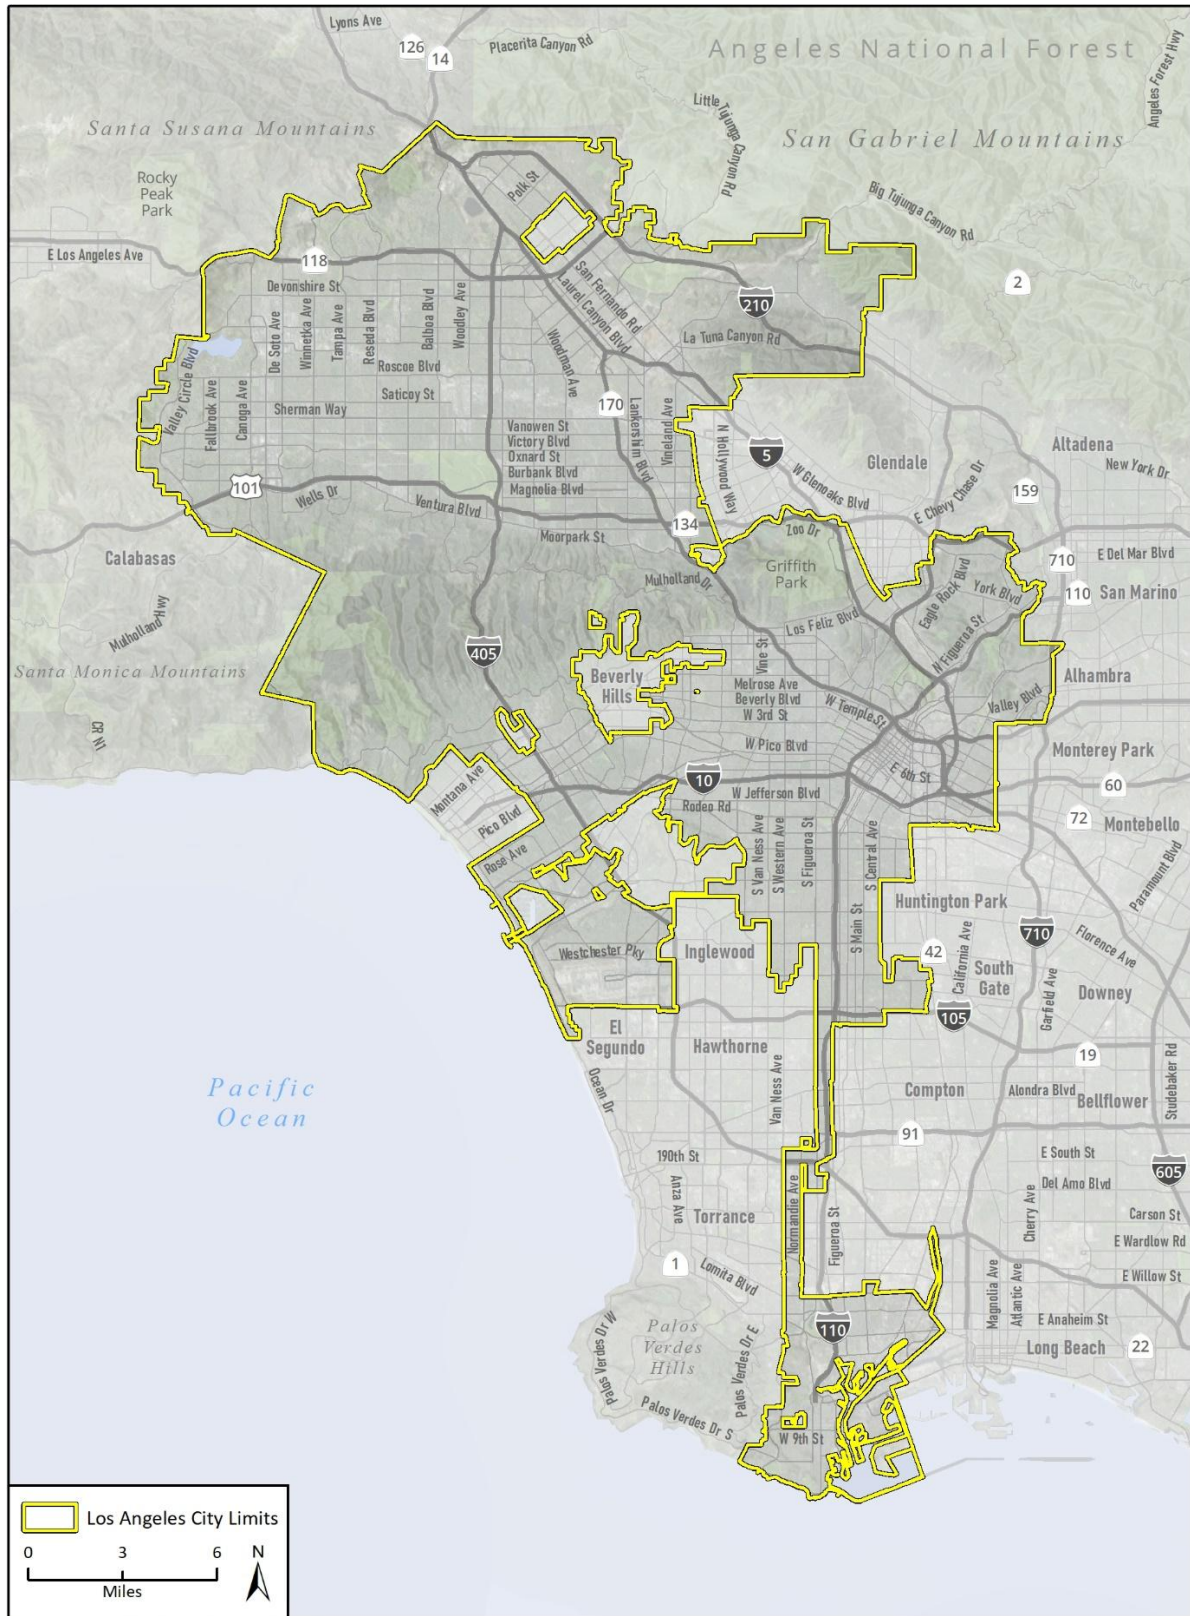 Lyons Ave
126
14
Placerita Canyon Rd
Angeles National Forest
Angeles Forest Hwy
Santa Susana Mountains
Little Tujunga
Canyon Rd
San Gabriel Mountains
Rocky
Peak
Park
Polk St
Big Tujunga Canyon Rd
E Los Angeles Ave
118
Devonshire St
2
San Fernando Rd
Laurel Canyon Blvd
210
De Soto Ave
Winnetka Ave
Tampa Ave
Reseda Blvd
Balboa Blvd
Woodley Ave
Woodman Ave
La Tuna Canyon Rd
Valley Circle Blvd
Roscoe Blvd
Saticoy St
Fallbrook Ave
Canoga Ave
Sherman Way
170
Lankershim Blvd
Vineland Ave
N Hollywood Way
Vanowen St
Victory Blvd
Oxnard St
Burbank Blvd
Magnolia Blvd
5
Glendale
Altadena
New York Dr
W Glenoaks Blvd
E Chevy Chase Dr
159
101
Wells Dr
Ventura Blvd
134
Zoo Dr
Moorpark St
Calabasas
710
E Del Mar Blvd
Griffith
Park
Mulholland Dr
Eagle Rock Blvd
York Blvd
110
San Marino
Mulholland Hwy
Los Feliz Blvd
N Figueroa St
Santa Monica Mountains
405
Beverly
Hills
Vine St
Melrose Ave
Beverly Blvd
W 3rd St
W Temple St
Valley Blvd
Alhambra
CR N1
W Pico Blvd
Monterey Park
E 6th St
Montana Ave
10
W Jefferson Blvd
60
Rodeo Rd
Pico Blvd
72
Montebello
Rose Ave
S Van Ness Ave
S Western Ave
S Figueroa St
S Central Ave
Paramount Blvd
S Main St
Huntington Park
710
Florence Ave
Westchester Pky
Inglewood
42
California Ave
South
Gate
Garfield Ave
Downey
105
El
Segundo
Hawthorne
19
Studebaker Rd
Pacific
Ocean
Ocean Dr
Van Ness Ave
Compton
Alondra Blvd
Bellflower
91
190th St
E South St
605
Anza Ave
Normandie Ave
Del Amo Blvd
Torrance
Figueroa St
Cherry Ave
Carson St
E Wardlow Rd
1
Lomita Blvd
Magnolia Ave
Atlantic Ave
E Willow St
110
E Anaheim St
Palos
Verdes
Hills
Palos Verdes Dr W
Palos Verdes Dr E
Long Beach
22
Palos Verdes Dr S
W 9th St
Los Angeles City Limits
0 3 6
Miles
N